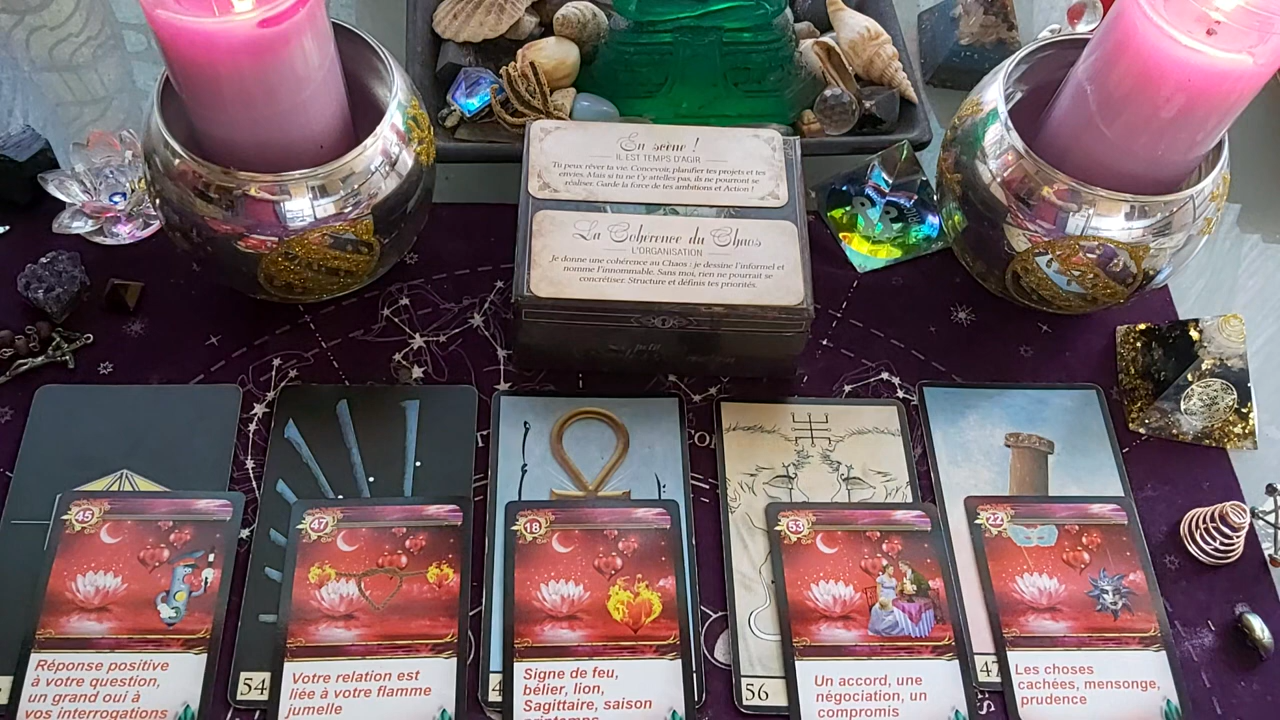 En scène !
IL EST TEMPS D'AGIR
Tu peux rêver ta vie. Concevoir, planifier tes projets et tes
envies. Mais si tu ne t'y attelles pas, ils ne pourront se
réaliser. Garde la force de tes ambitions et Action !
La Cohérence du Chaos
L'ORGANISATION
Je donne une cohérence au Chaos : je dessine l'informel et
nomme l'innommable. Sans moi, rien ne pourrait se
concrétiser. Structure et définis tes priorités.
45
Réponse positive
à votre question,
un grand oui à
vos interrogations
54
47
Votre relation est
liée à votre flamme
jumelle
4
18
Signe de feu,
bélier, lion,
Sagittaire, saison
printemps
56
53
Un accord, une
négociation, un
compromis
47
22
Les choses
cachées, mensonge,
prudence